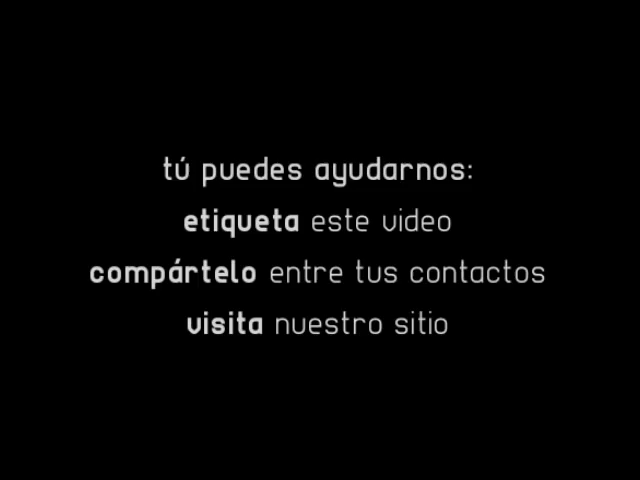 tú puedes ayudarnos:
etiqueta este video
compártelo entre tus contactos
visita nuestro sitio